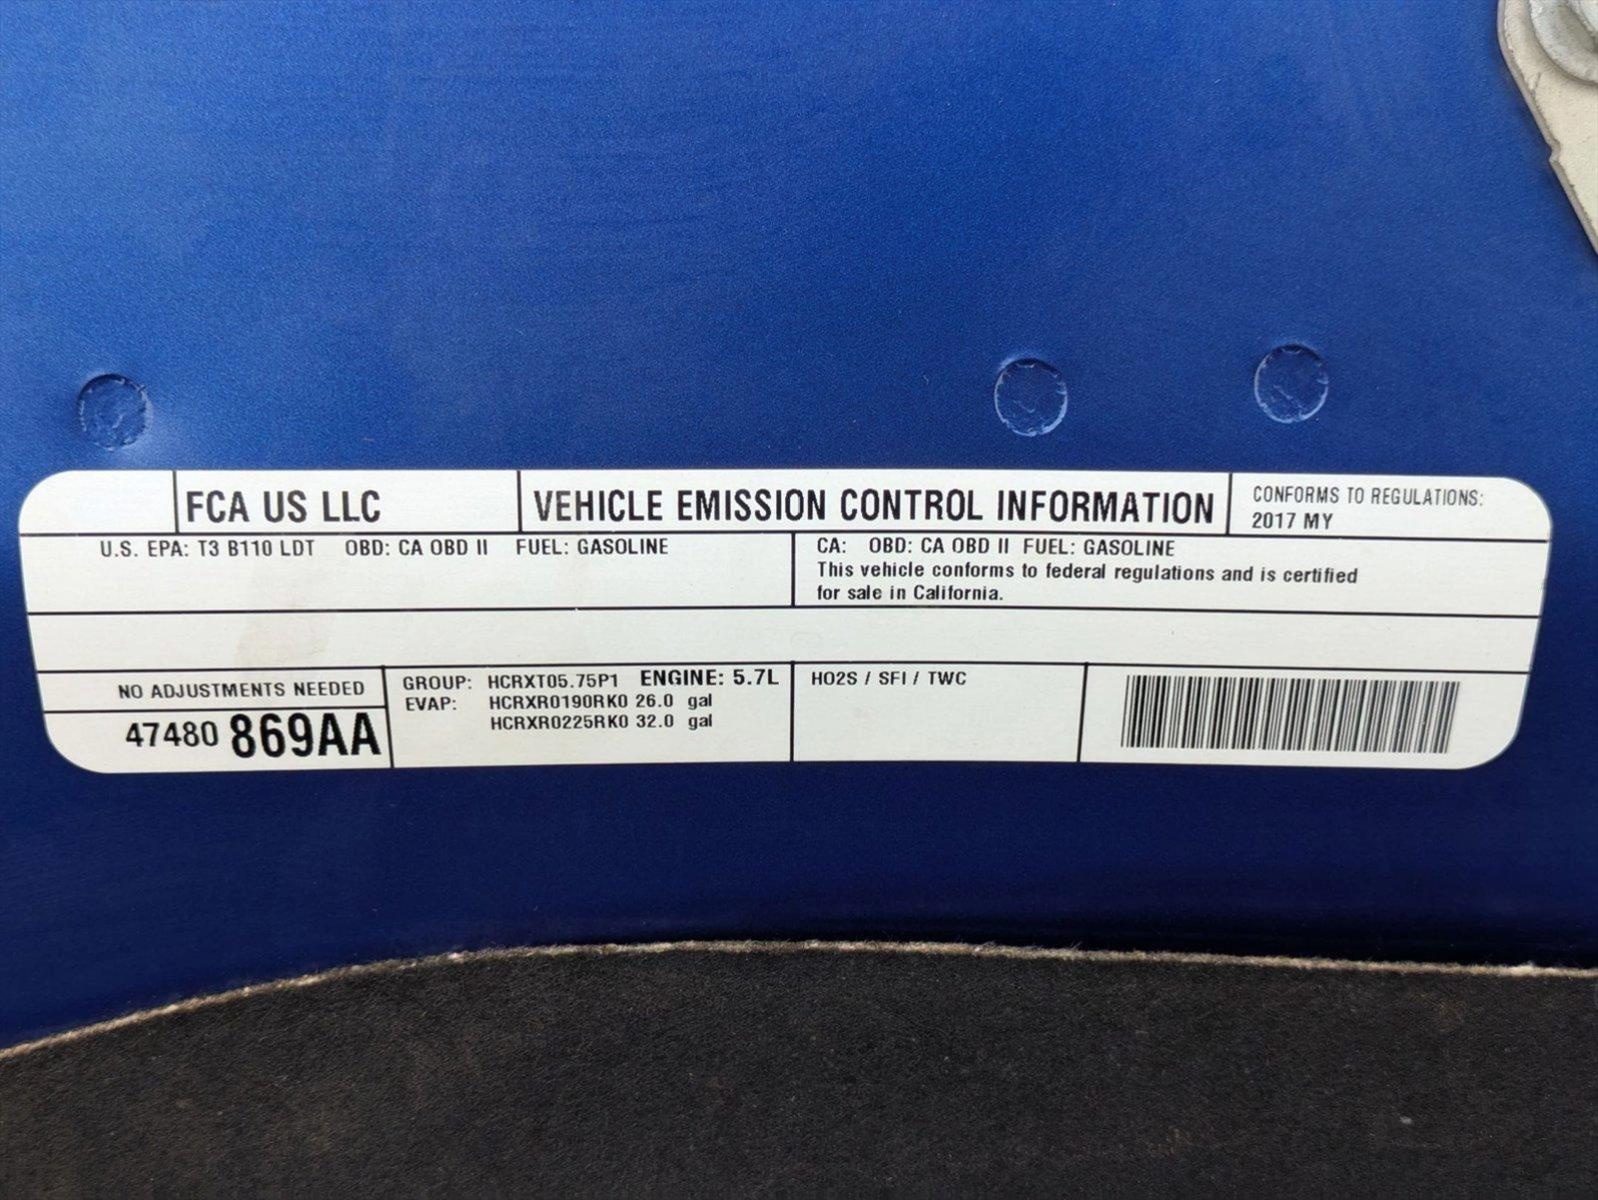 FCA US LLC
VEHICLE EMISSION CONTROL INFORMATION
CONFORMS TO REGULATIONS:
2017 MY
U.S. EPA: T3 B110 LDT OBD: CA OBD II FUEL: GASOLINE
CA: OBD: CA OBD II FUEL: GASOLINE
This vehicle conforms to federal regulations and is certified
for sale in California.
NO ADJUSTMENTS NEEDED
47480 869AA
GROUP: HCRXT05.75P1 ENGINE: 5.7L
EVAP: HCRXR0190RK0 26.0 gal
HCRXR0225RK0 32.0 gal
HO2S / SFI / TWC